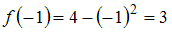 f(−1) = 4 − (−1)² = 3